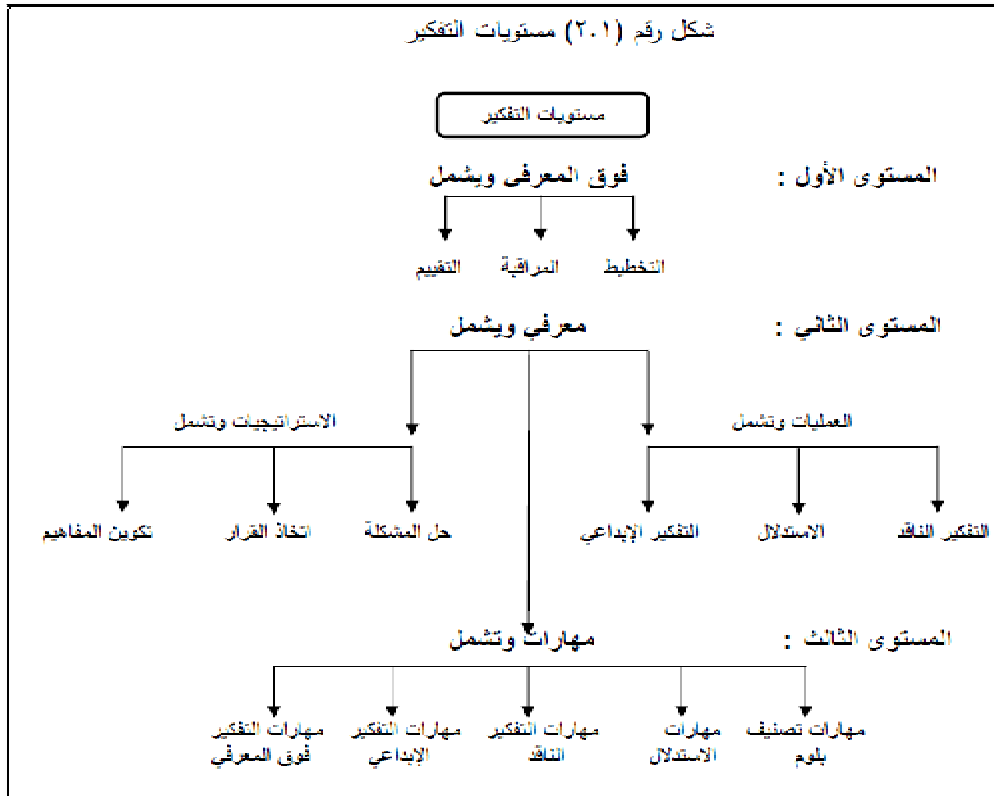 شكل رقم (٢.١) مستويات التفكير
مستويات التفكير
المستوى الأول : فوق المعرفى ويشمل
التخطيط المراقبة التقييم
المستوى الثاني : معرفي ويشمل
العمليات وتشمل الاستراتيجيات وتشمل
التفكير الناقد الاستدلال التفكير الإبداعي حل المشكلة اتخاذ القرار تكوين المفاهيم
المستوى الثالث : مهارات وتشمل
مهارات تصنيف مهارات مهارات التفكير مهارات التفكير مهارات التفكير
بلوم الاستدلال الناقد الإبداعي فوق المعرفي